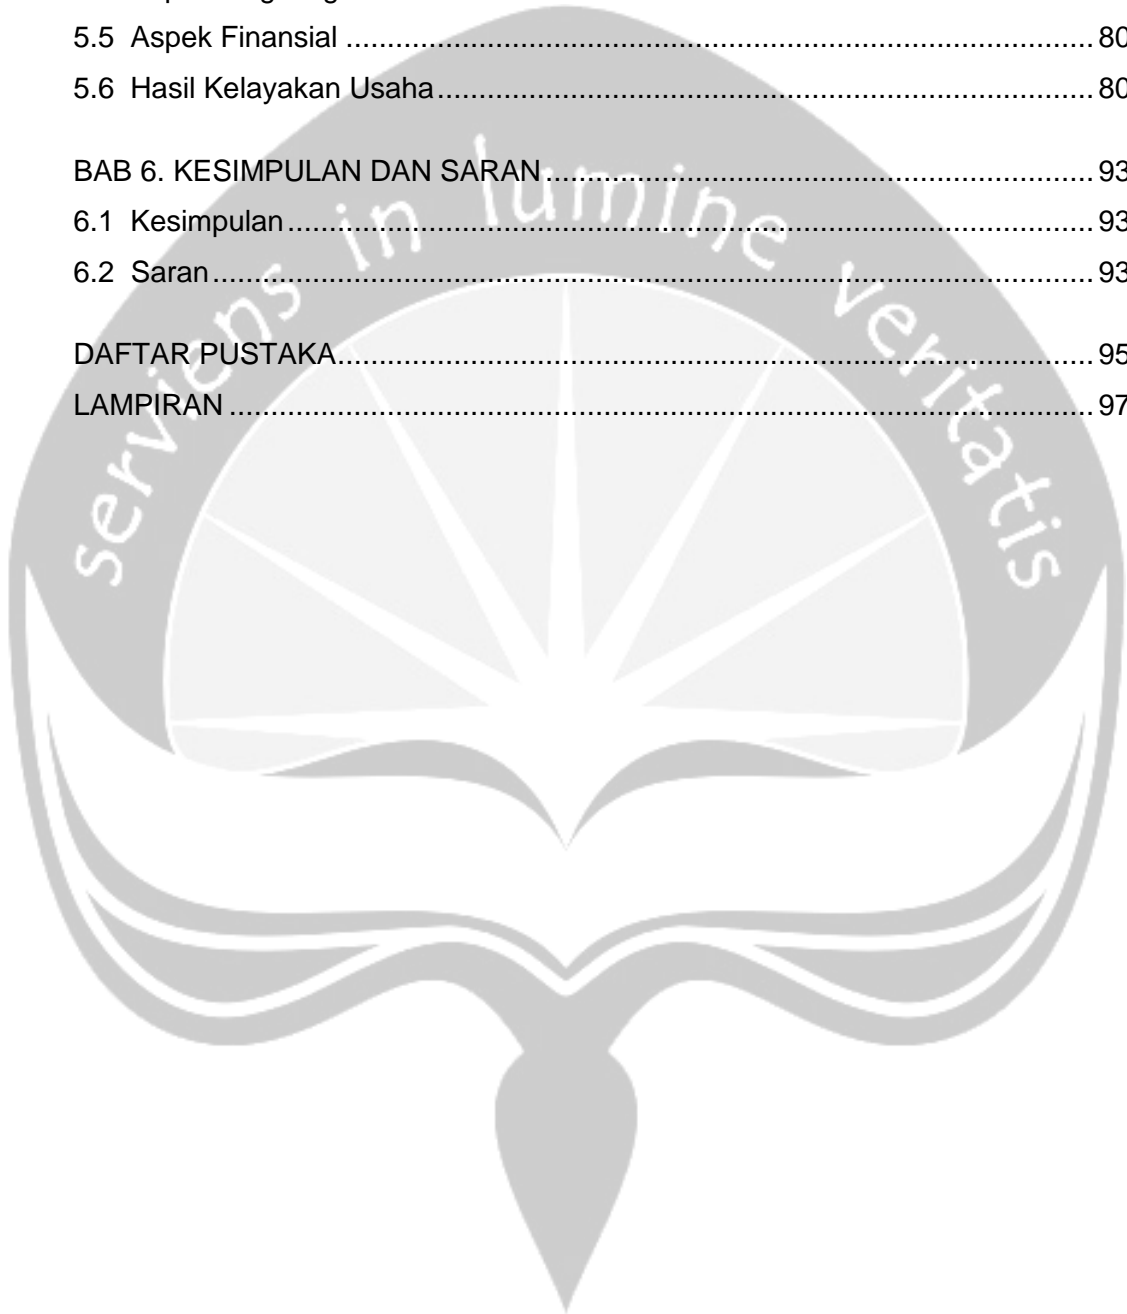 5.5 Aspek Finansial ........................................................................................... 80
5.6 Hasil Kelayakan Usaha ................................................................................ 80
BAB 6. KESIMPULAN DAN SARAN ................................................................... 93
6.1 Kesimpulan .................................................................................................. 93
6.2 Saran ........................................................................................................... 93
DAFTAR PUSTAKA ............................................................................................ 95
LAMPIRAN ......................................................................................................... 97
serviens in lumine veritatis